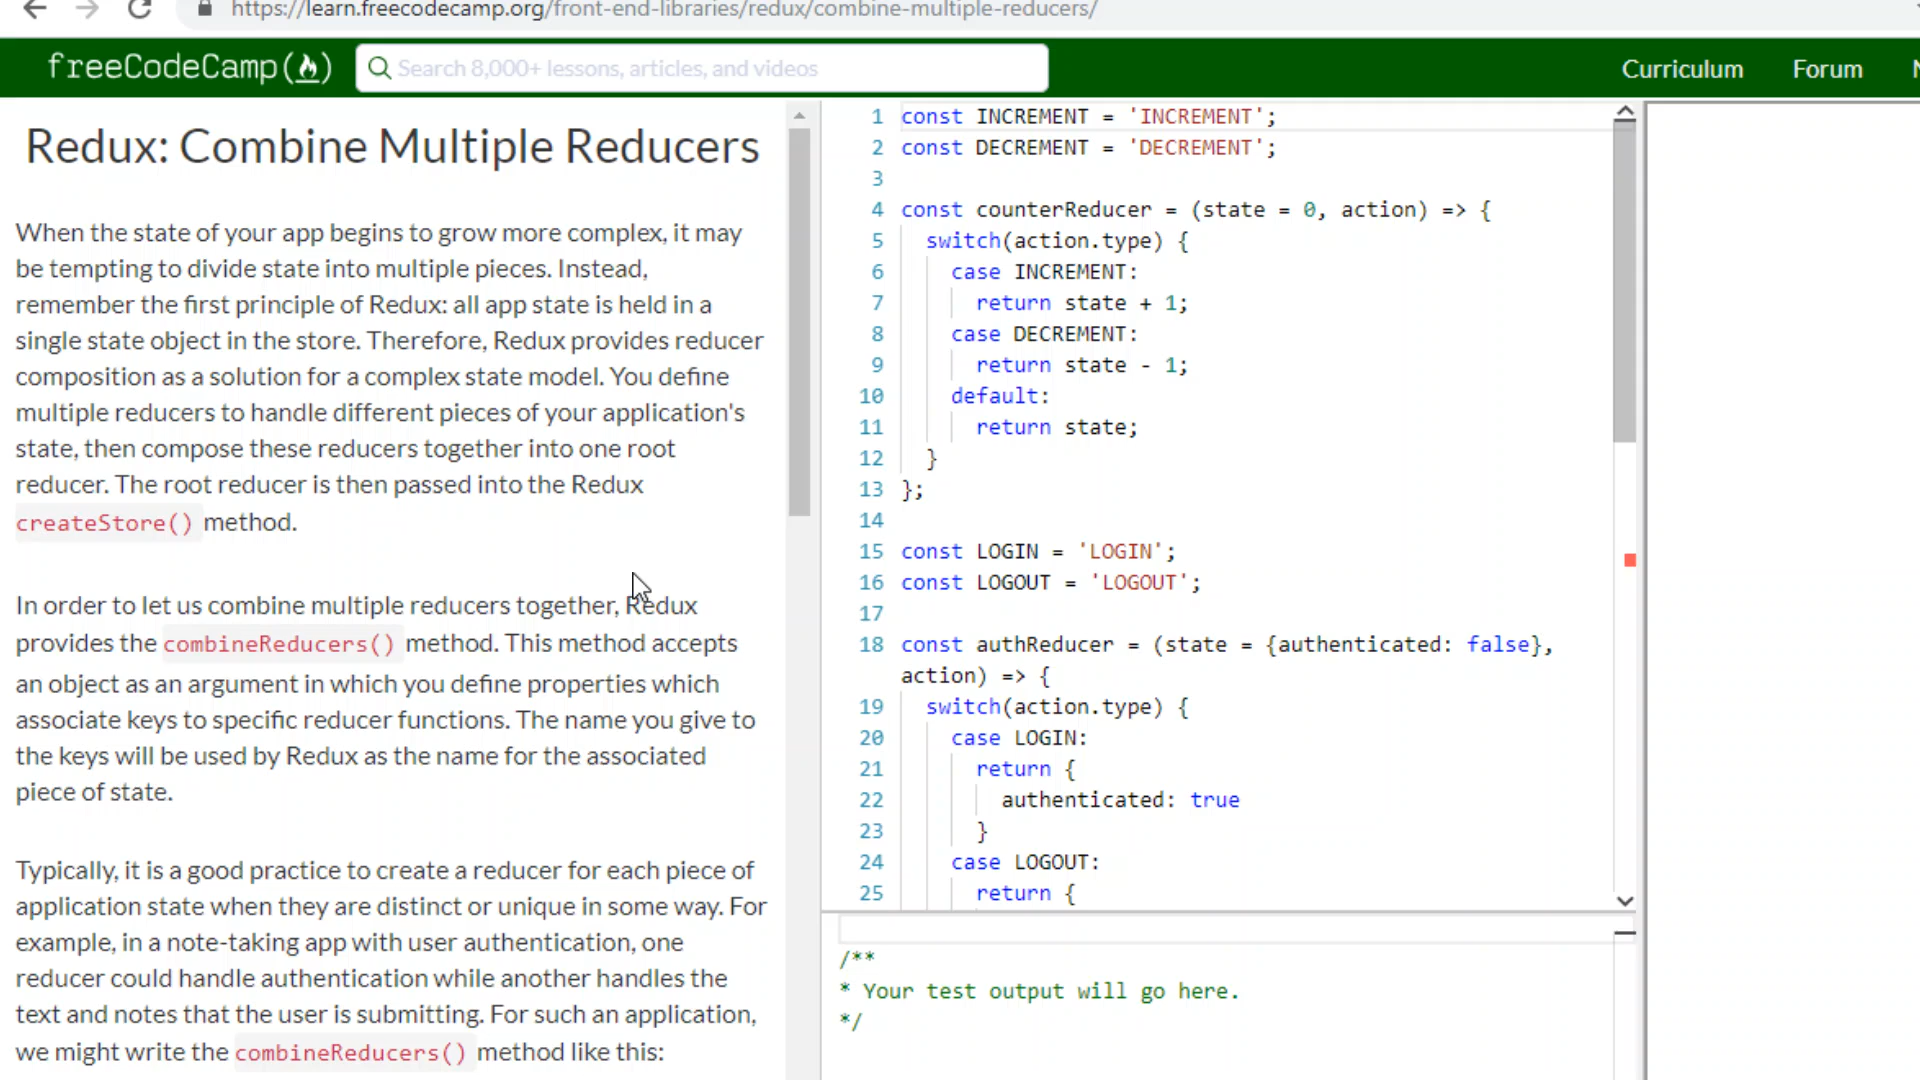 https://learn.freecodecamp.org/front-end-libraries/redux/combine-multiple-reducers/
freeCodeCamp
Search 8,000+ lessons, articles, and videos
Curriculum
Forum
Redux: Combine Multiple Reducers
When the state of your app begins to grow more complex, it may
be tempting to divide state into multiple pieces. Instead,
remember the first principle of Redux: all app state is held in a
single state object in the store. Therefore, Redux provides reducer
composition as a solution for a complex state model. You define
multiple reducers to handle different pieces of your application's
state, then compose these reducers together into one root
reducer. The root reducer is then passed into the Redux
createStore() method.
In order to let us combine multiple reducers together, Redux
provides the combineReducers() method. This method accepts
an object as an argument in which you define properties which
associate keys to specific reducer functions. The name you give to
the keys will be used by Redux as the name for the associated
piece of state.
Typically, it is a good practice to create a reducer for each piece of
application state when they are distinct or unique in some way. For
example, in a note-taking app with user authentication, one
reducer could handle authentication while another handles the
text and notes that the user is submitting. For such an application,
we might write the combineReducers() method like this:
1 const INCREMENT = 'INCREMENT';
2 const DECREMENT = 'DECREMENT';
3
4 const counterReducer = (state = 0, action) => {
5 switch(action.type) {
6 case INCREMENT:
7 return state + 1;
8 case DECREMENT:
9 return state - 1;
10 default:
11 return state;
12 }
13 };
14
15 const LOGIN = 'LOGIN';
16 const LOGOUT = 'LOGOUT';
17
18 const authReducer = (state = {authenticated: false},
action) => {
19 switch(action.type) {
20 case LOGIN:
21 return {
22 authenticated: true
23 }
24 case LOGOUT:
25 return {
/**
* Your test output will go here.
*/